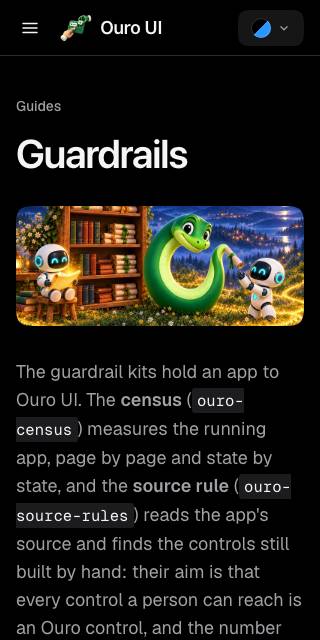 Ouro UI
Guides
Guardrails
The guardrail kits hold an app to
Ouro UI. The census (ouro-
census) measures the running
app, page by page and state by
state, and the source rule (ouro-
source-rules) reads the app's
source and finds the controls still
built by hand: their aim is that
every control a person can reach is
an Ouro control, and the number